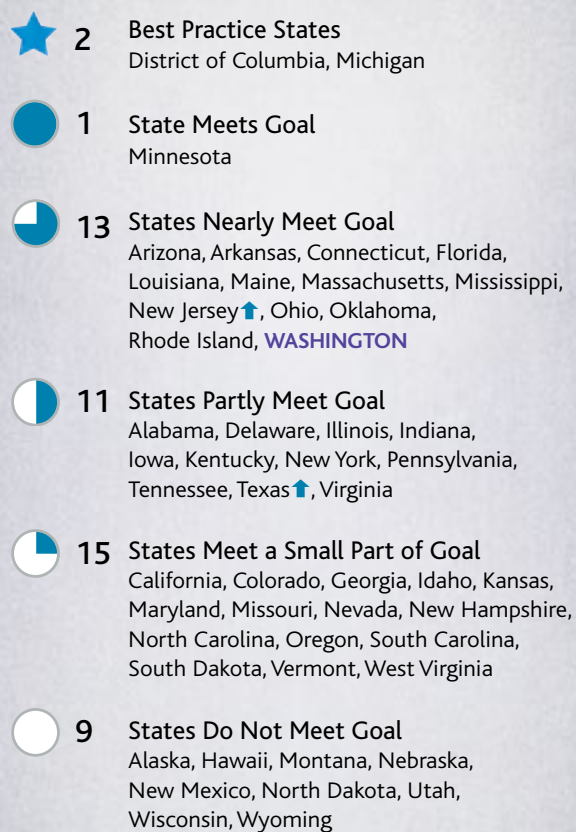 2 Best Practice States
District of Columbia, Michigan
1 State Meets Goal
Minnesota
13 States Nearly Meet Goal
Arizona, Arkansas, Connecticut, Florida,
Louisiana, Maine, Massachusetts, Mississippi,
New Jersey⬆, Ohio, Oklahoma,
Rhode Island, WASHINGTON
11 States Partly Meet Goal
Alabama, Delaware, Illinois, Indiana,
Iowa, Kentucky, New York, Pennsylvania,
Tennessee, Texas⬆, Virginia
15 States Meet a Small Part of Goal
California, Colorado, Georgia, Idaho, Kansas,
Maryland, Missouri, Nevada, New Hampshire,
North Carolina, Oregon, South Carolina,
South Dakota, Vermont, West Virginia
9 States Do Not Meet Goal
Alaska, Hawaii, Montana, Nebraska,
New Mexico, North Dakota, Utah,
Wisconsin, Wyoming